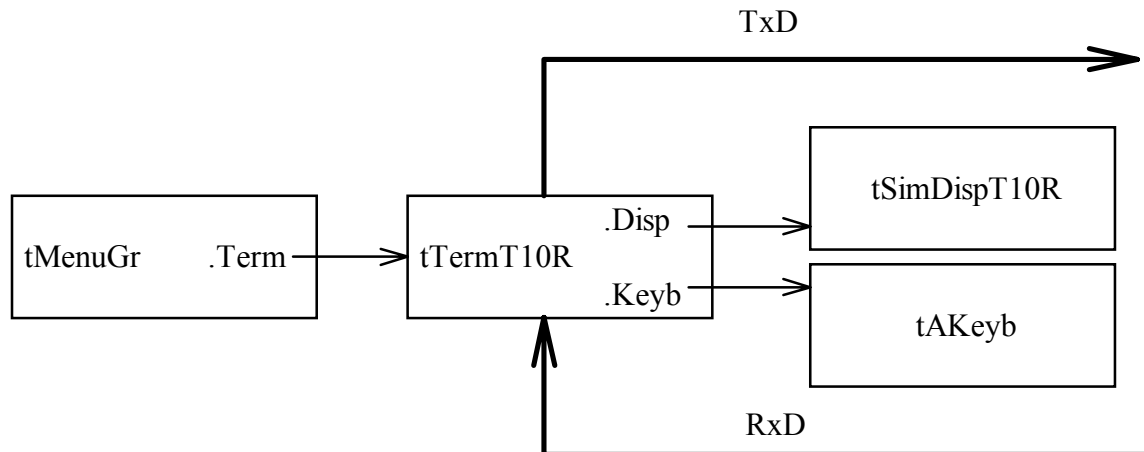 TxD
tSimDispT10R
.Disp
tMenuGr .Term
tTermT10R
.Keyb
tAKeyb
RxD